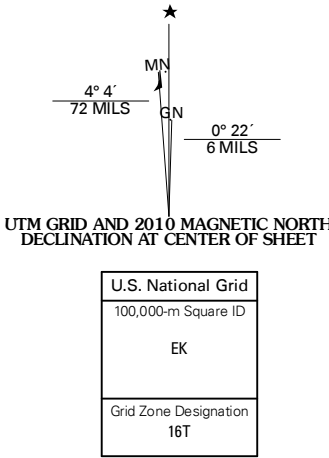 MN
4° 4´
72 MILS
GN
0° 22´
6 MILS
UTM GRID AND 2010 MAGNETIC NORTH
DECLINATION AT CENTER OF SHEET
U.S. National Grid
100,000-m Square ID
EK
Grid Zone Designation
16T